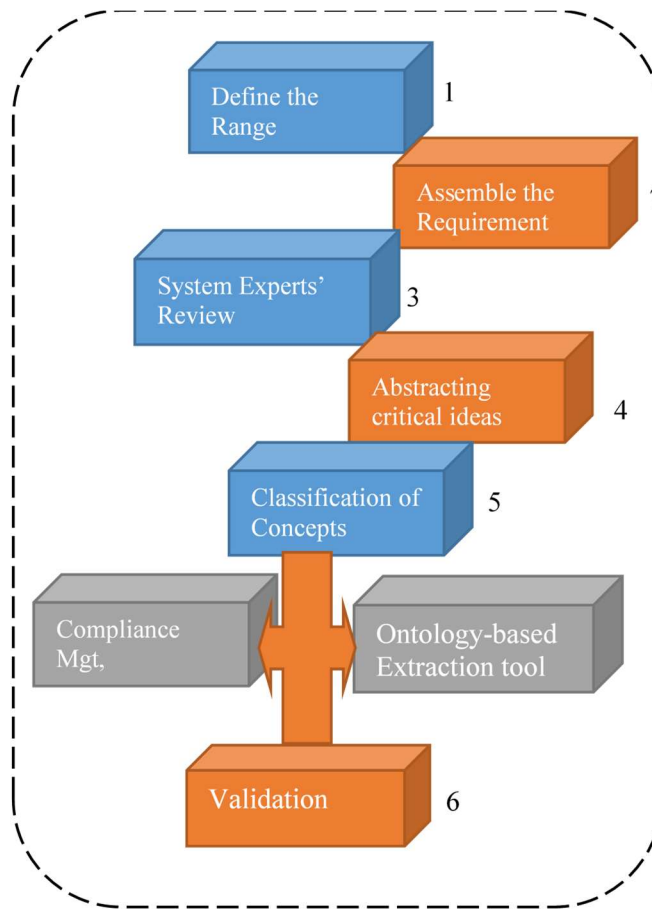 Define the
Range
1
Assemble the
Requirement
System Experts’
Review
3
Abstracting
critical ideas
4
Classification of
Concepts
5
Compliance
Mgt,
Ontology-based
Extraction tool
Validation
6